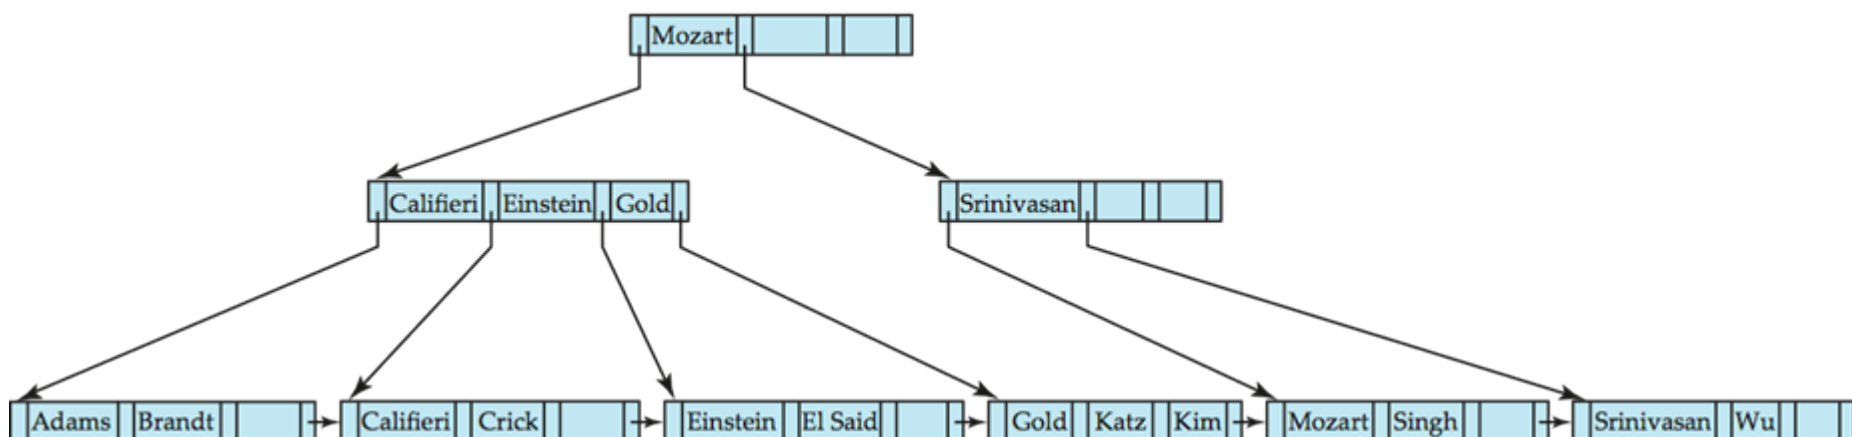 Mozart
Califieri Einstein Gold Srinivasan
Adams Brandt Califieri Crick Einstein El Said Gold Katz Kim Mozart Singh Srinivasan Wu